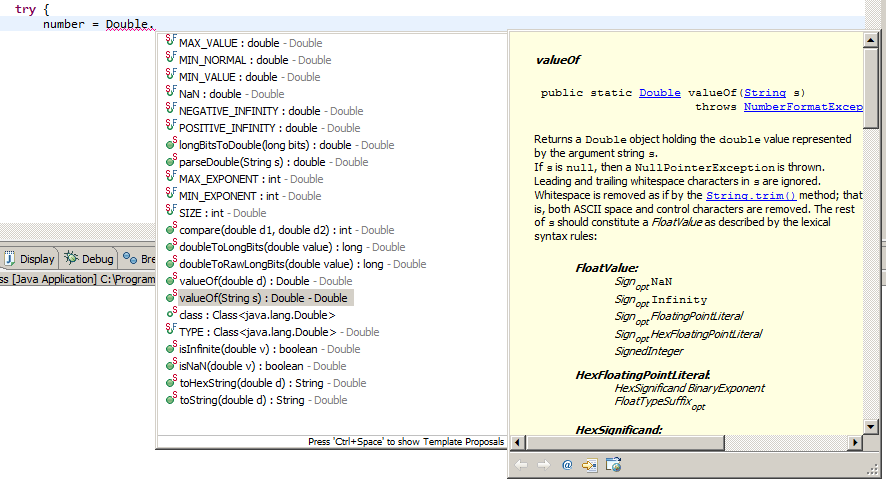 try {
number = Double.
MAX_VALUE : double - Double
MIN_NORMAL : double - Double
MIN_VALUE : double - Double
NaN : double - Double
NEGATIVE_INFINITY : double - Double
POSITIVE_INFINITY : double - Double
longBitsToDouble(long bits) : double - Double
parseDouble(String s) : double - Double
MAX_EXPONENT : int - Double
MIN_EXPONENT : int - Double
SIZE : int - Double
compare(double d1, double d2) : int - Double
doubleToLongBits(double value) : long - Double
doubleToRawLongBits(double value) : long - Double
valueOf(double d) : Double - Double
valueOf(String s) : Double - Double
class : Class<java.lang.Double>
TYPE : Class<java.lang.Double> - Double
isInfinite(double v) : boolean - Double
isNaN(double v) : boolean - Double
toHexString(double d) : String - Double
toString(double d) : String - Double
Press 'Ctrl+Space' to show Template Proposals
valueOf
public static Double valueOf(String s)
throws NumberFormatExcep
Returns a Double object holding the double value represented
by the argument string s.
If s is null, then a NullPointerException is thrown.
Leading and trailing whitespace characters in s are ignored.
Whitespace is removed as if by the String.trim() method; that
is, both ASCII space and control characters are removed. The rest
of s should constitute a FloatValue as described by the lexical
syntax rules:
FloatValue:
Sign opt NaN
Sign opt Infinity
Sign opt FloatingPointLiteral
Sign opt HexFloatingPointLiteral
SignedInteger
HexFloatingPointLiteral:
HexSignificand BinaryExponent
FloatTypeSuffix opt
HexSignificand:
Display Debug Bre
ss [Java Application] C:\Program